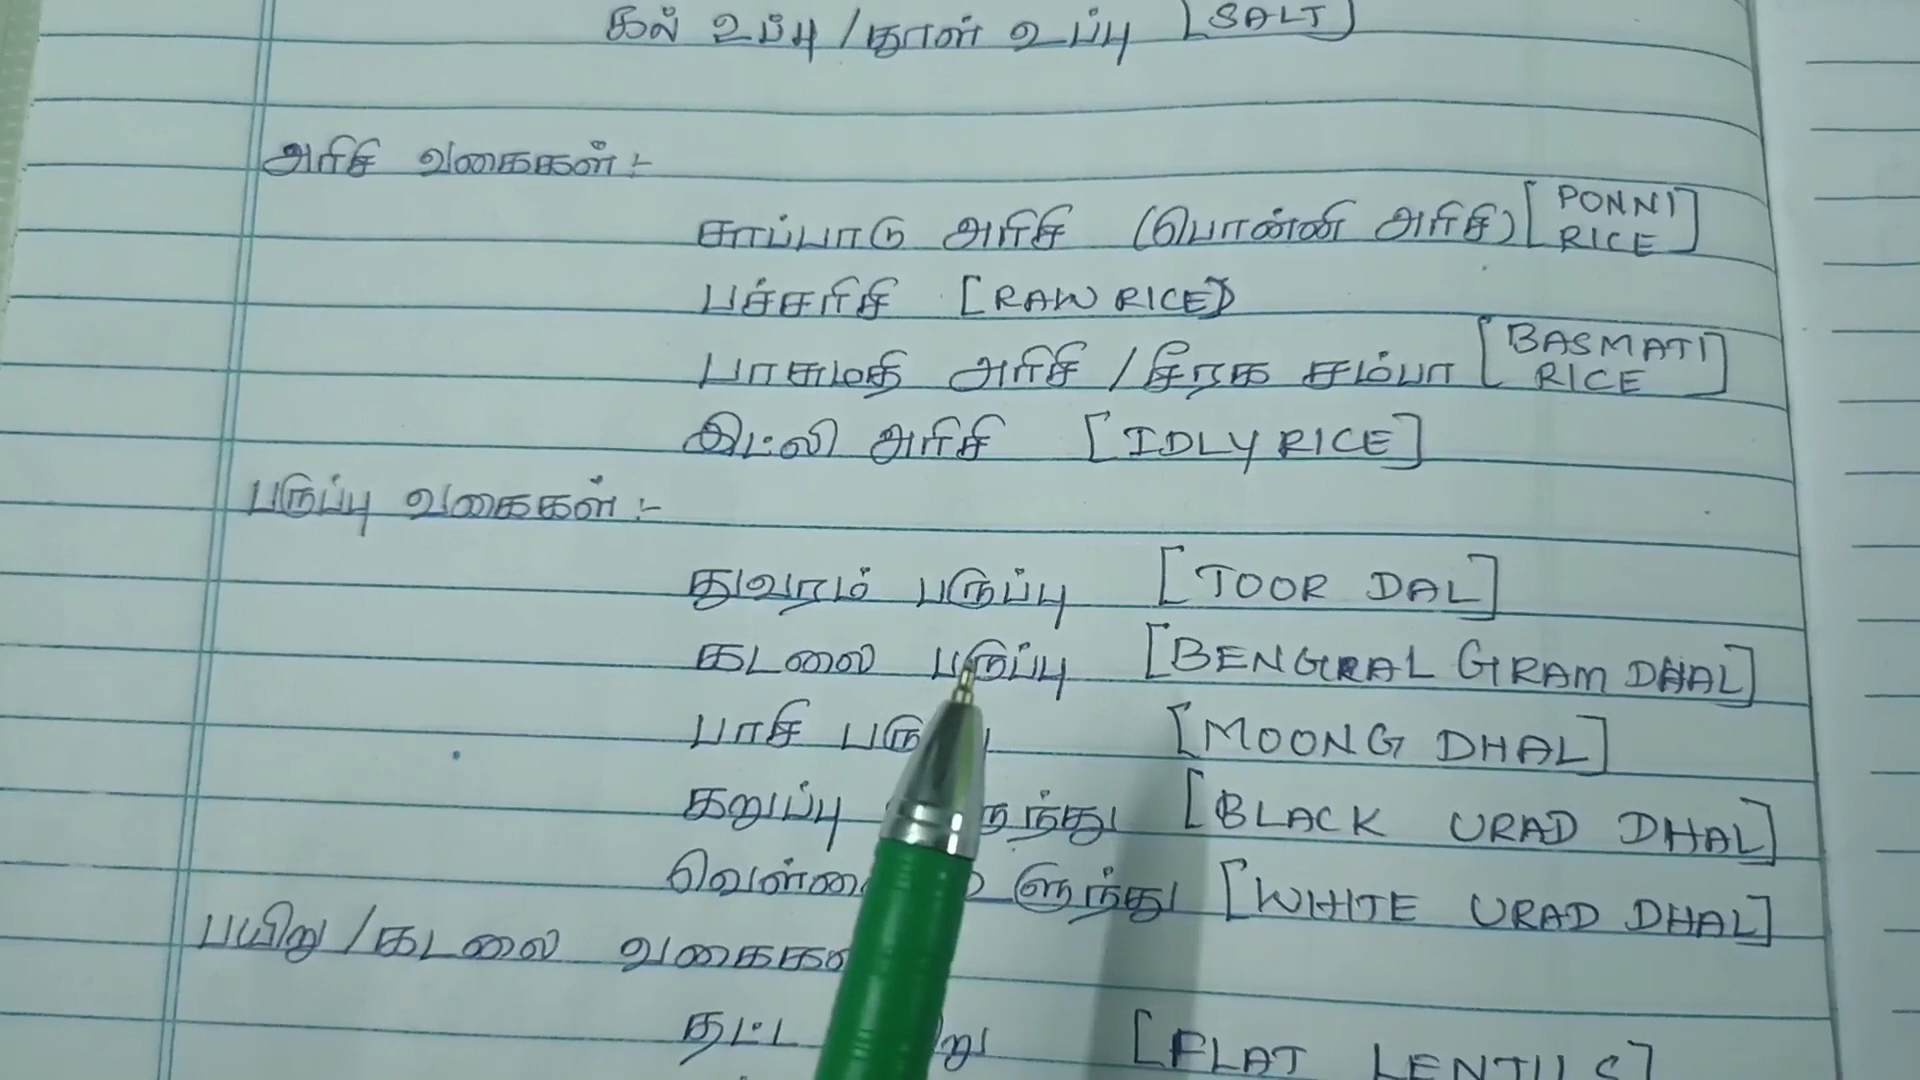 கல் உப்பு / தூள் உப்பு [SALT]
அரிசி வகைகள் :-
சாப்பாடு அரிசி (பொன்னி அரிசி) [PONNI RICE]
பச்சரிசி [RAW RICE]
பாசுமதி அரிசி / சீரக சம்பா [BASMATI RICE]
இட்லி அரிசி [IDLY RICE]
பருப்பு வகைகள் :-
துவரம் பருப்பு [TOOR DAL]
கடலை பருப்பு [BENGRAL GRAM DHAL]
பாசி [MOONG DHAL]
கறுப்பு [BLACK URAD DHAL]
[WHITE URAD DHAL]
பயிறு / கடலை
[FLAT LENTILS]